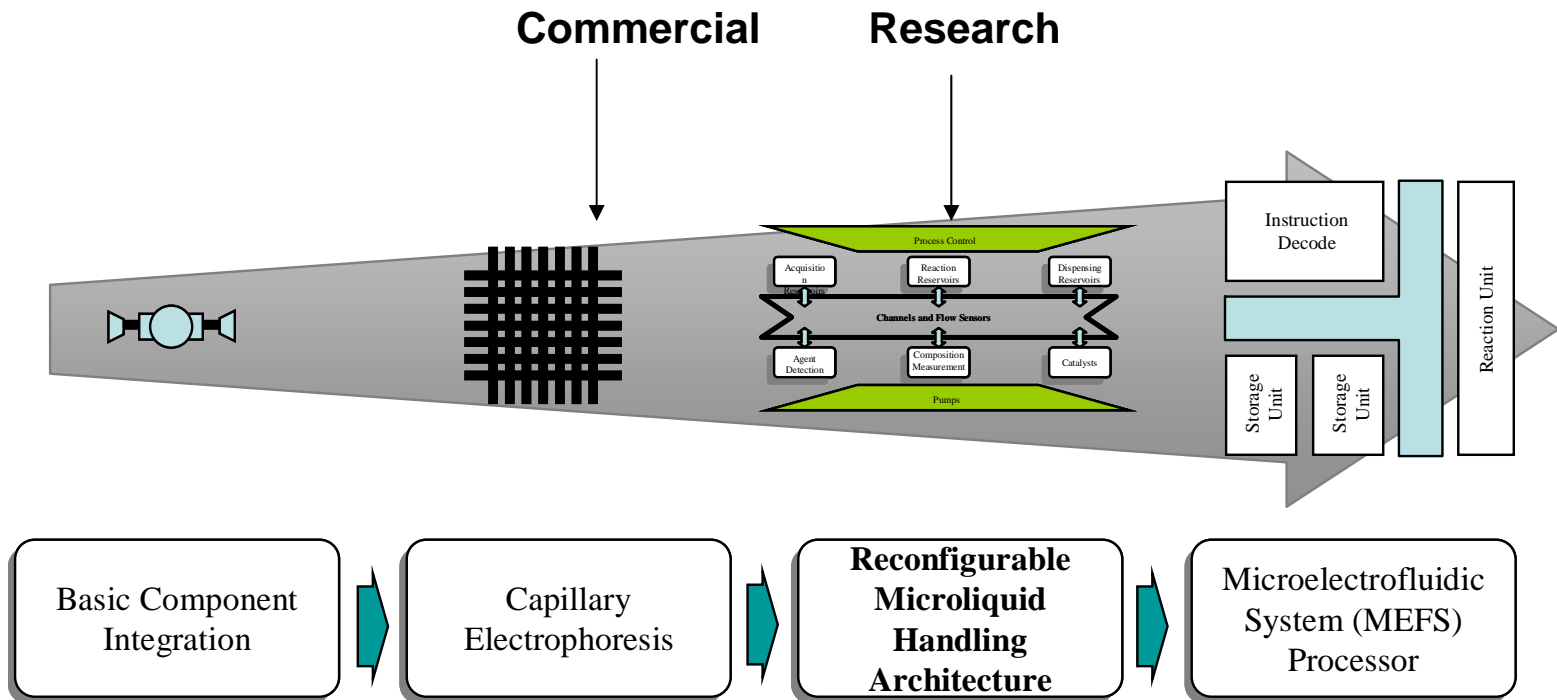 Commercial
Research
Instruction
Decode
Reaction Unit
Process Control
Acquisitio
n
Reservoirs
Reaction
Reservoirs
Dispensing
Reservoirs
Channels and Flow Sensors
Agent
Detection
Composition
Measurement
Catalysts
Pumps
Storage
Unit
Storage
Unit
Basic Component
Integration
Capillary
Electrophoresis
Reconfigurable
Microliquid
Handling
Architecture
Microelectrofluidic
System (MEFS)
Processor